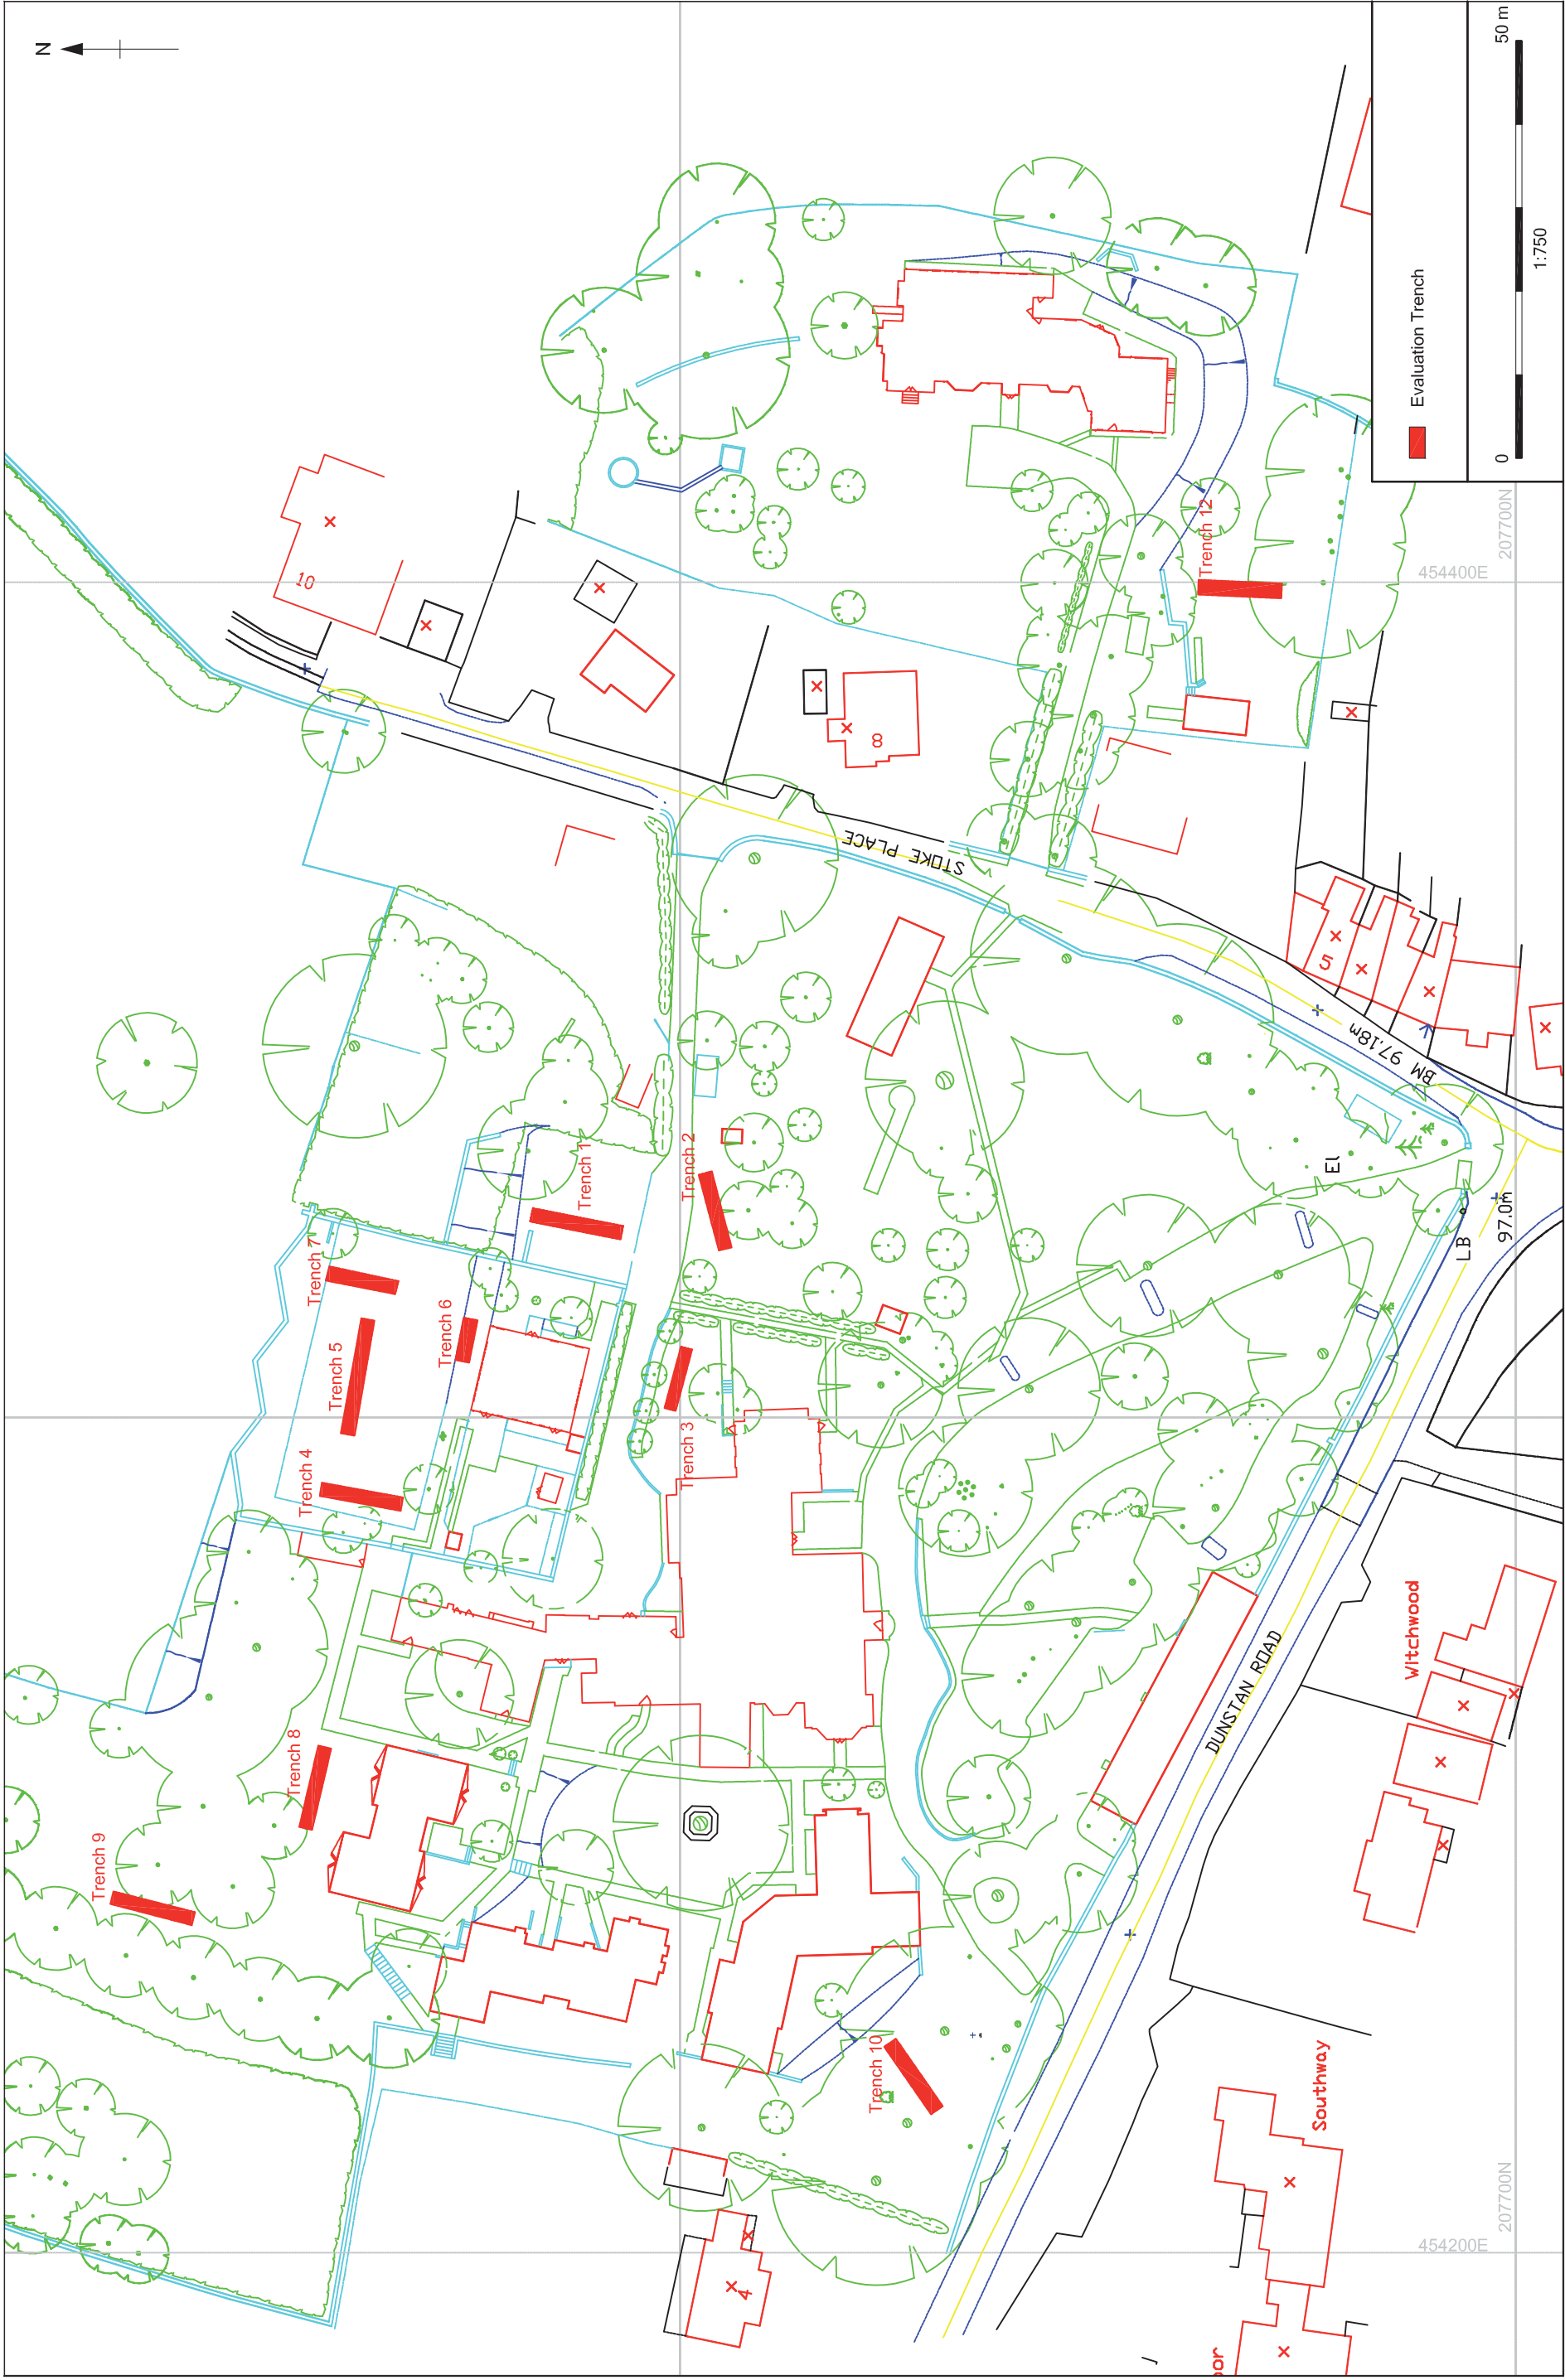 N
Trench 9
Trench 8
Trench 4
Trench 5
Trench 7
Trench 6
Trench 1
Trench 2
Trench 3
Trench 10
Trench 12
10
8
STOKE PLACE
5
BM 97.18m
El
LB
97.0m
DUNSTAN ROAD
Witchwood
Southway
oor
4
454400E
207700N
454200E
207700N
Evaluation Trench
0
50 m
1:750